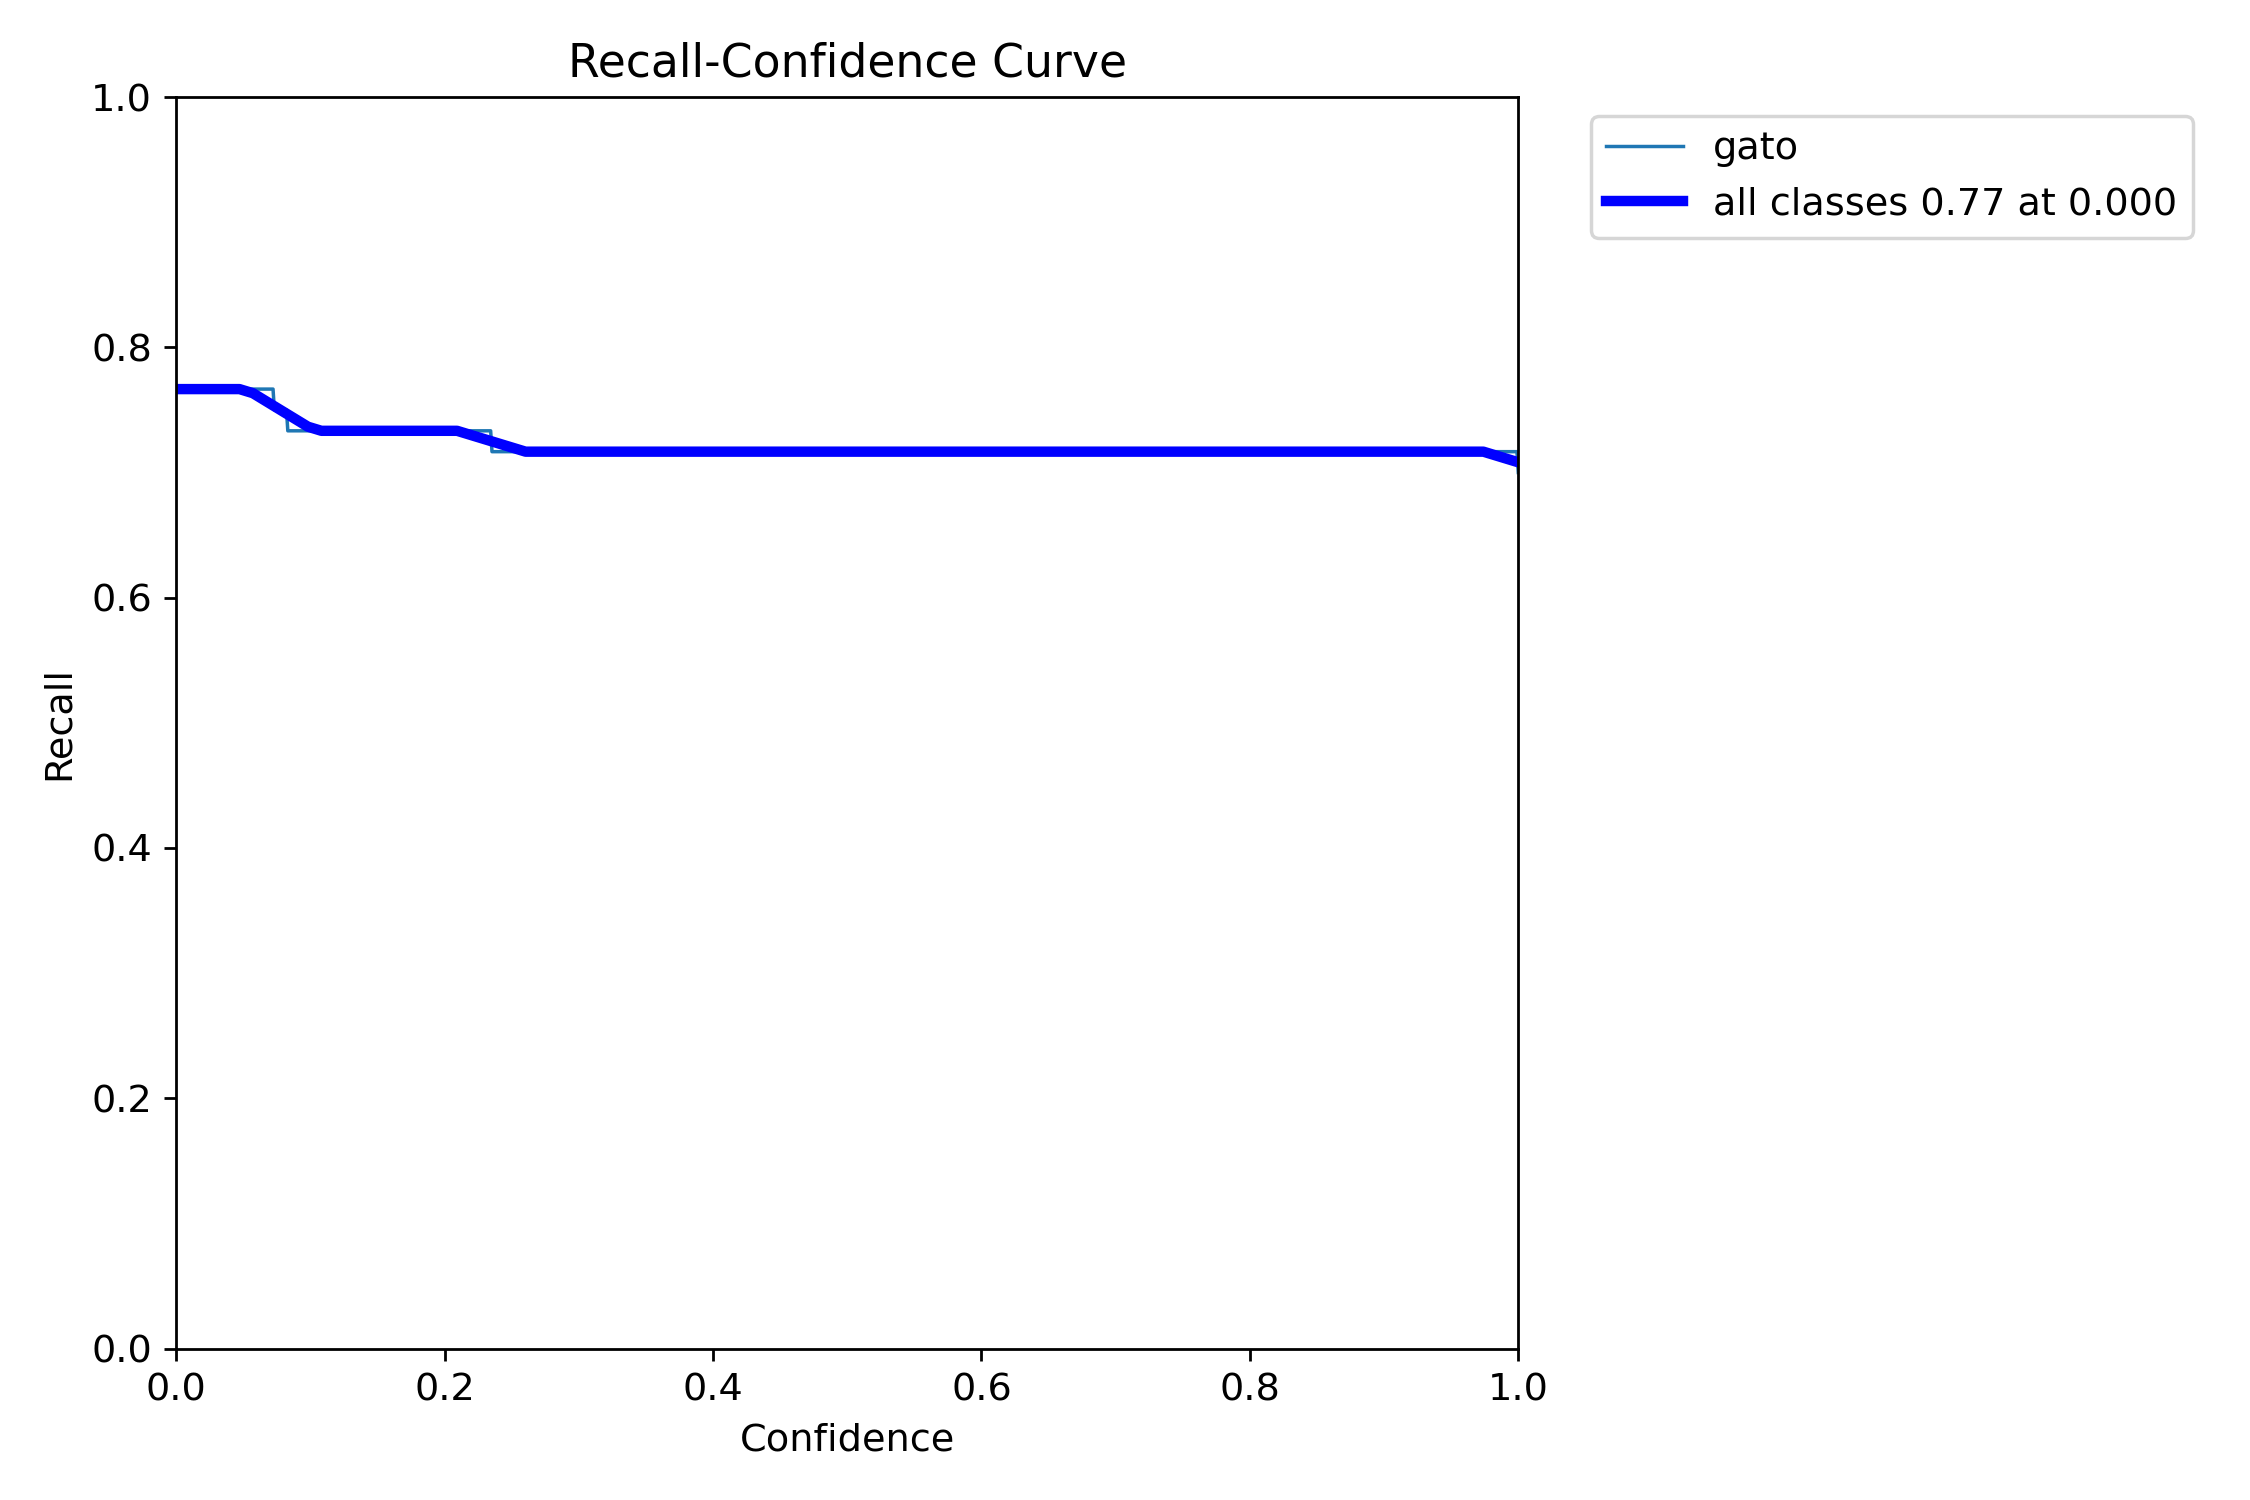 Recall-Confidence Curve
1.0
0.8
0.6
0.4
0.2
0.0
Recall
0.0 0.2 0.4 0.6 0.8 1.0
Confidence
gato
all classes 0.77 at 0.000